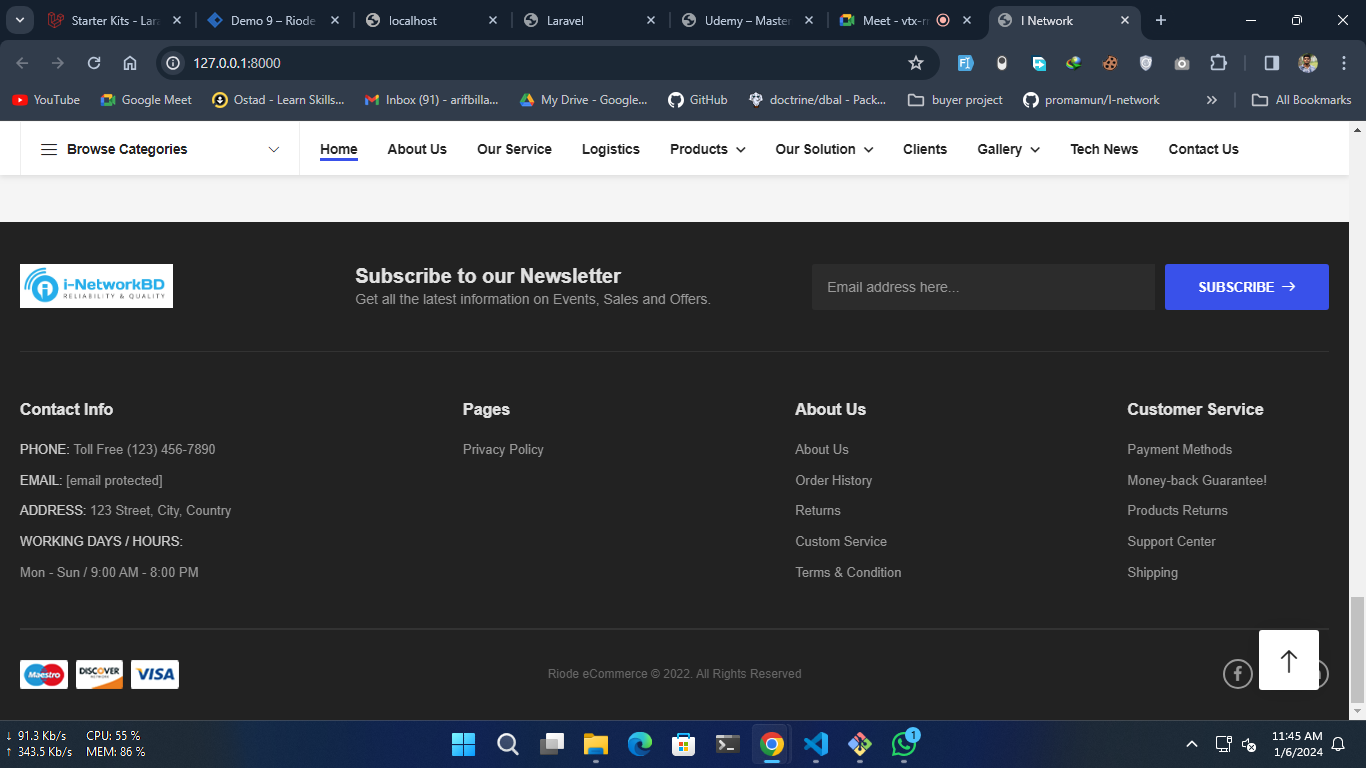 Starter Kits - Lara
Demo 9 – Riode
localhost
Laravel
Udemy – Master
Meet - vtx-m
I Network
127.0.0.1:8000
YouTube
Google Meet
Ostad - Learn Skills...
Inbox (91) - arifbilla...
My Drive - Google...
GitHub
doctrine/dbal - Pack...
buyer project
promamun/I-network
»
All Bookmarks
Browse Categories
Home
About Us
Our Service
Logistics
Products
Our Solution
Clients
Gallery
Tech News
Contact Us
i-NetworkBD
RELIABILITY & QUALITY
Subscribe to our Newsletter
Get all the latest information on Events, Sales and Offers.
Email address here...
SUBSCRIBE
Contact Info
PHONE: Toll Free (123) 456-7890
EMAIL: [email protected]
ADDRESS: 123 Street, City, Country
WORKING DAYS / HOURS:
Mon - Sun / 9:00 AM - 8:00 PM
Pages
Privacy Policy
About Us
About Us
Order History
Returns
Custom Service
Terms & Condition
Customer Service
Payment Methods
Money-back Guarantee!
Products Returns
Support Center
Shipping
Maestro
DISCOVER
NETWORK
VISA
Riode eCommerce © 2022. All Rights Reserved
↓ 91.3 Kb/s CPU: 55 %
↑ 343.5 Kb/s MEM: 86 %
1
11:45 AM
1/6/2024